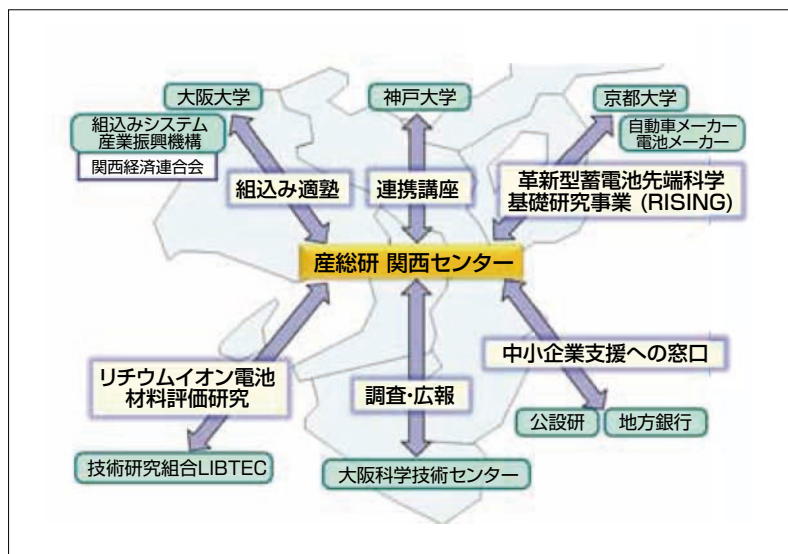 大阪大学
組込みシステム
産業振興機構
関西経済連合会
神戸大学
京都大学
自動車メーカー
電池メーカー
組込み適塾
連携講座
革新型蓄電池先端科学
基礎研究事業 (RISING)
産総研 関西センター
リチウムイオン電池
材料評価研究
調査・広報
中小企業支援への窓口
公設研
地方銀行
技術研究組合LIBTEC
大阪科学技術センター